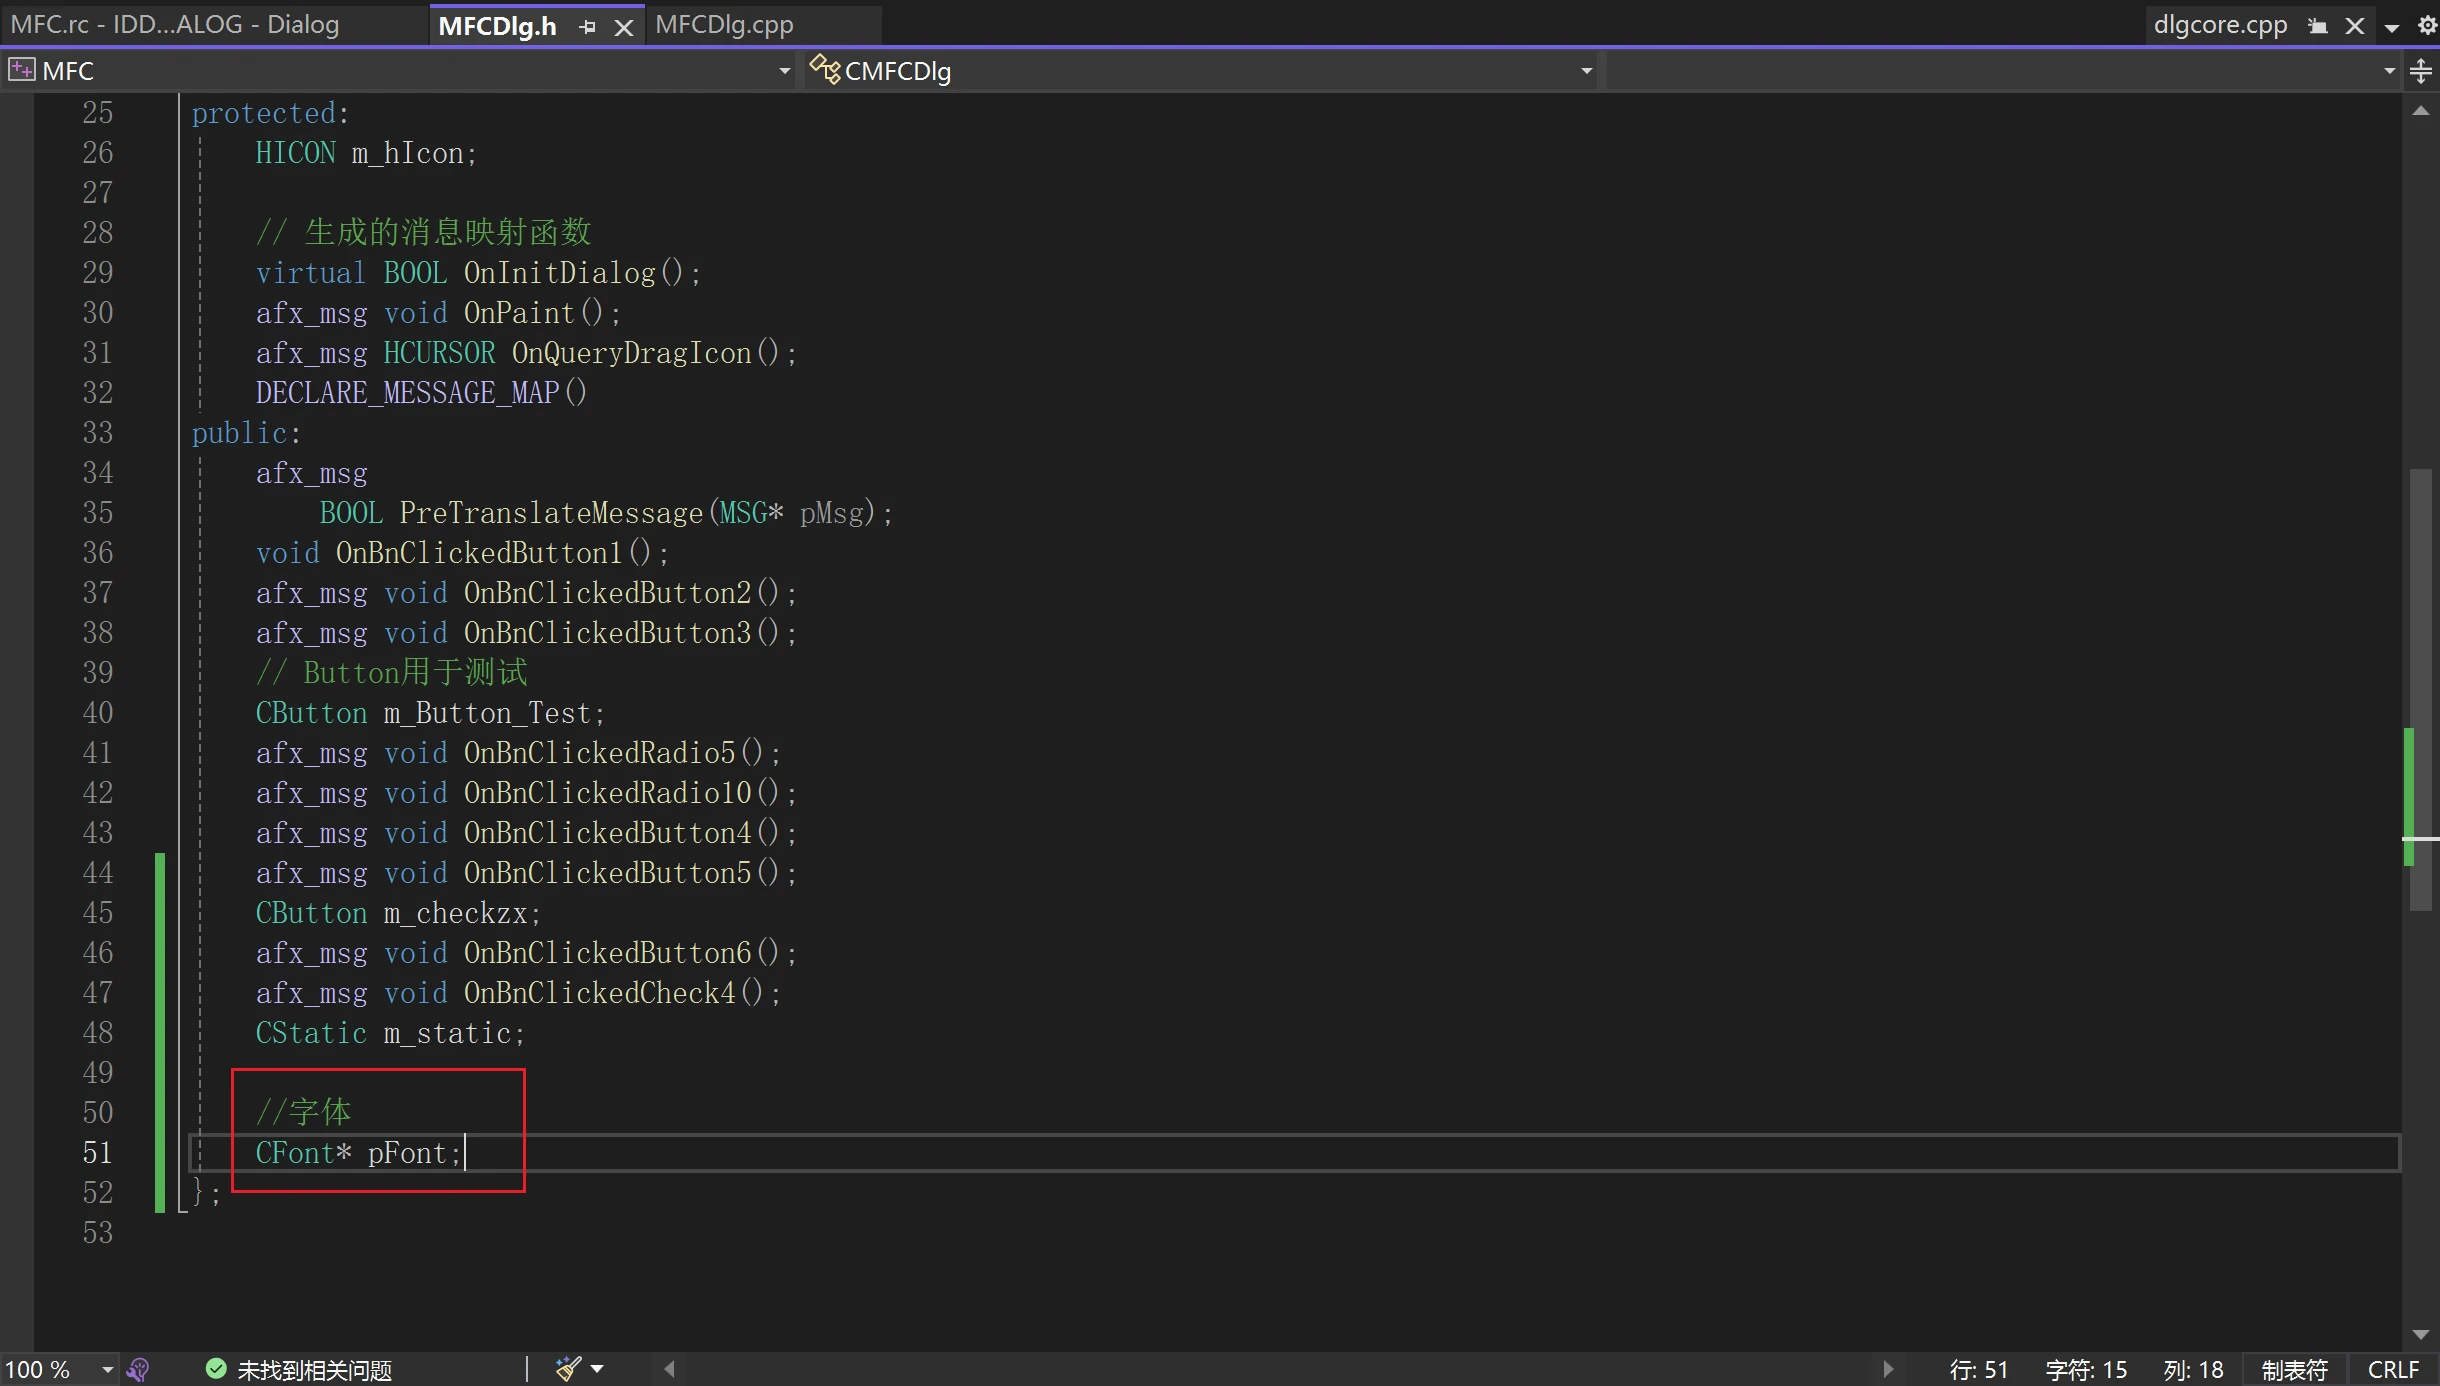 MFC.rc - IDD...ALOG - Dialog
MFCDlg.h
MFCDlg.cpp
dlgcore.cpp
MFC
CMFCDlg
25 protected:
26 HICON m_hIcon;
27
28 // 生成的消息映射函数
29 virtual BOOL OnInitDialog();
30 afx_msg void OnPaint();
31 afx_msg HCURSOR OnQueryDragIcon();
32 DECLARE_MESSAGE_MAP()
33 public:
34 afx_msg
35 BOOL PreTranslateMessage(MSG* pMsg);
36 void OnBnClickedButton1();
37 afx_msg void OnBnClickedButton2();
38 afx_msg void OnBnClickedButton3();
39 // Button用于测试
40 CButton m_Button_Test;
41 afx_msg void OnBnClickedRadio5();
42 afx_msg void OnBnClickedRadio10();
43 afx_msg void OnBnClickedButton4();
44 afx_msg void OnBnClickedButton5();
45 CButton m_checkzx;
46 afx_msg void OnBnClickedButton6();
47 afx_msg void OnBnClickedCheck4();
48 CStatic m_static;
49
50 //字体
51 CFont* pFont;
52 };
53
100 %
未找到相关问题
行: 51
字符: 15
列: 18
制表符
CRLF